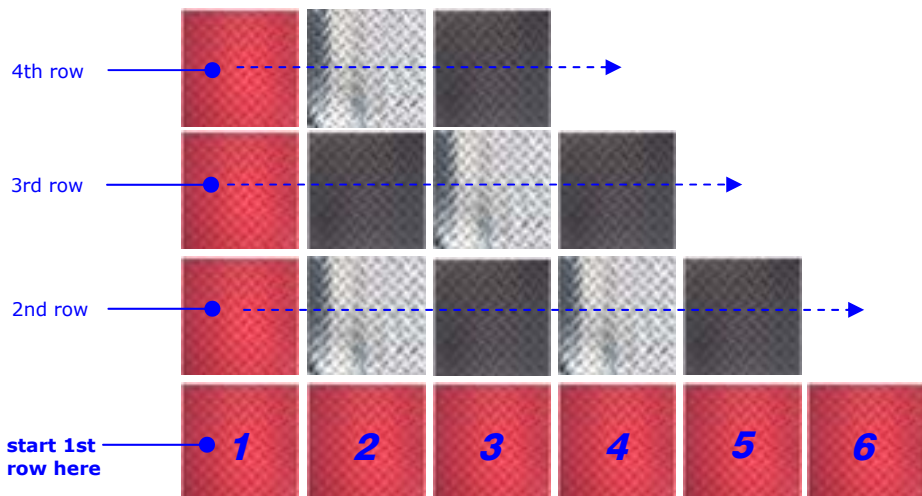 4th row
3rd row
2nd row
start 1st
row here
1 2 3 4 5 6